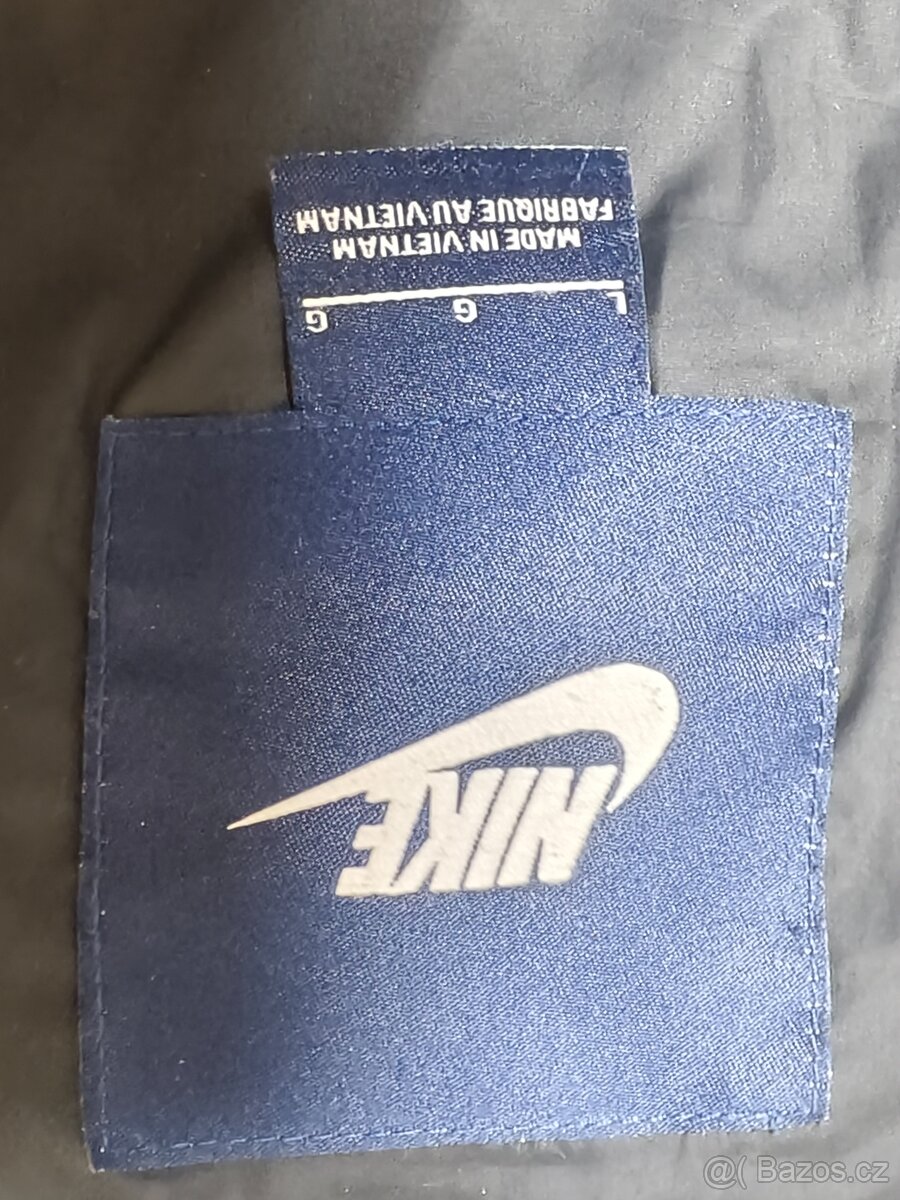 NIKE
L G G
MADE IN VIETNAM
FABRIQUE AU VIETNAM
@( Bazos.cz